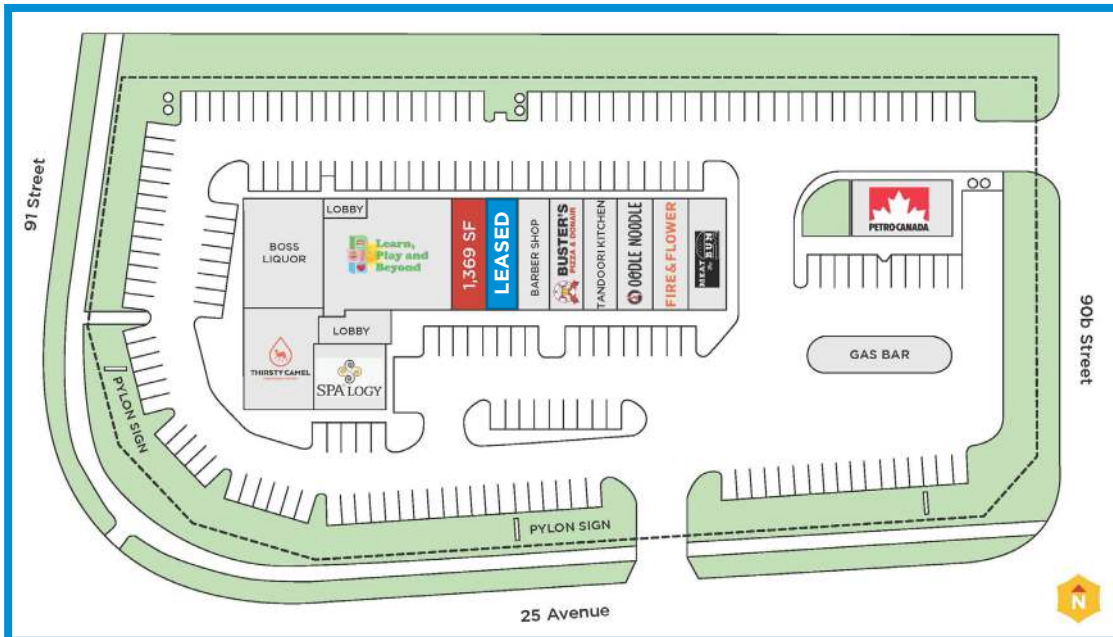 91 Street
LOBBY
BOSS
LIQUOR
Learn,
Play and
Beyond
1,369 SF
LEASED
BARBER SHOP
BUSTER'S
PIZZA & DONAIR
TANDOORI KITCHEN
OODLE NOODLE
FIRE & FLOWER
MEAT
BUN
PETRO-CANADA
LOBBY
THIRSTY CAMEL
SPA LOGY
GAS BAR
90b Street
PYLON SIGN
PYLON SIGN
25 Avenue
N